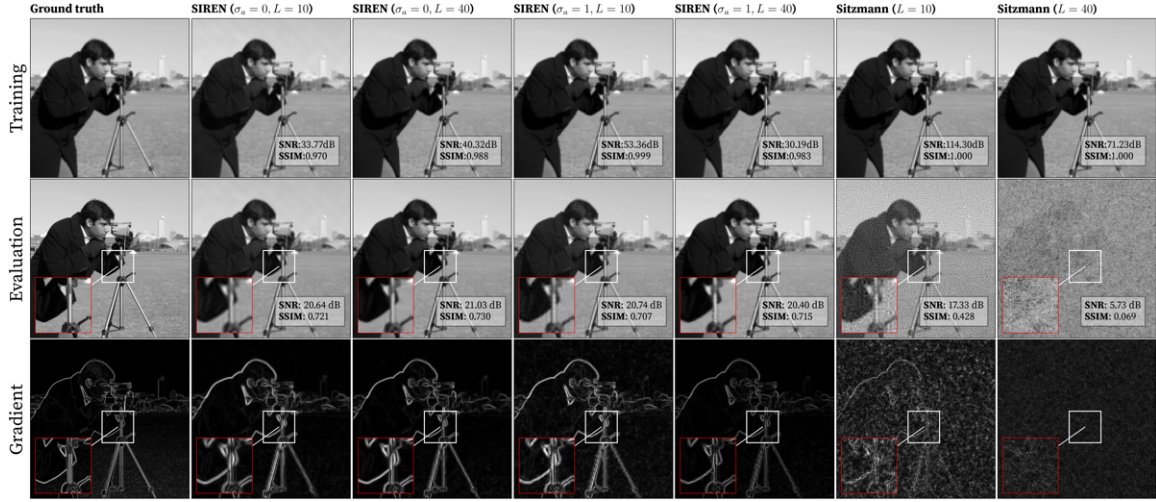 Ground truth SIREN (σₐ = 0, L = 10) SIREN (σₐ = 0, L = 40) SIREN (σₐ = 1, L = 10) SIREN (σₐ = 1, L = 40) Sitzmann (L = 10) Sitzmann (L = 40)
Training
SNR:33.77dB SNR:40.32dB SNR:53.36dB SNR:30.19dB SNR:114.30dB SNR:71.23dB
SSIM:0.970 SSIM:0.988 SSIM:0.999 SSIM:0.983 SSIM:1.000 SSIM:1.000
Evaluation
SNR: 20.64 dB SNR: 21.03 dB SNR: 20.74 dB SNR: 20.40 dB SNR: 17.33 dB SNR: 5.73 dB
SSIM: 0.721 SSIM: 0.730 SSIM: 0.707 SSIM: 0.715 SSIM: 0.428 SSIM: 0.069
Gradient